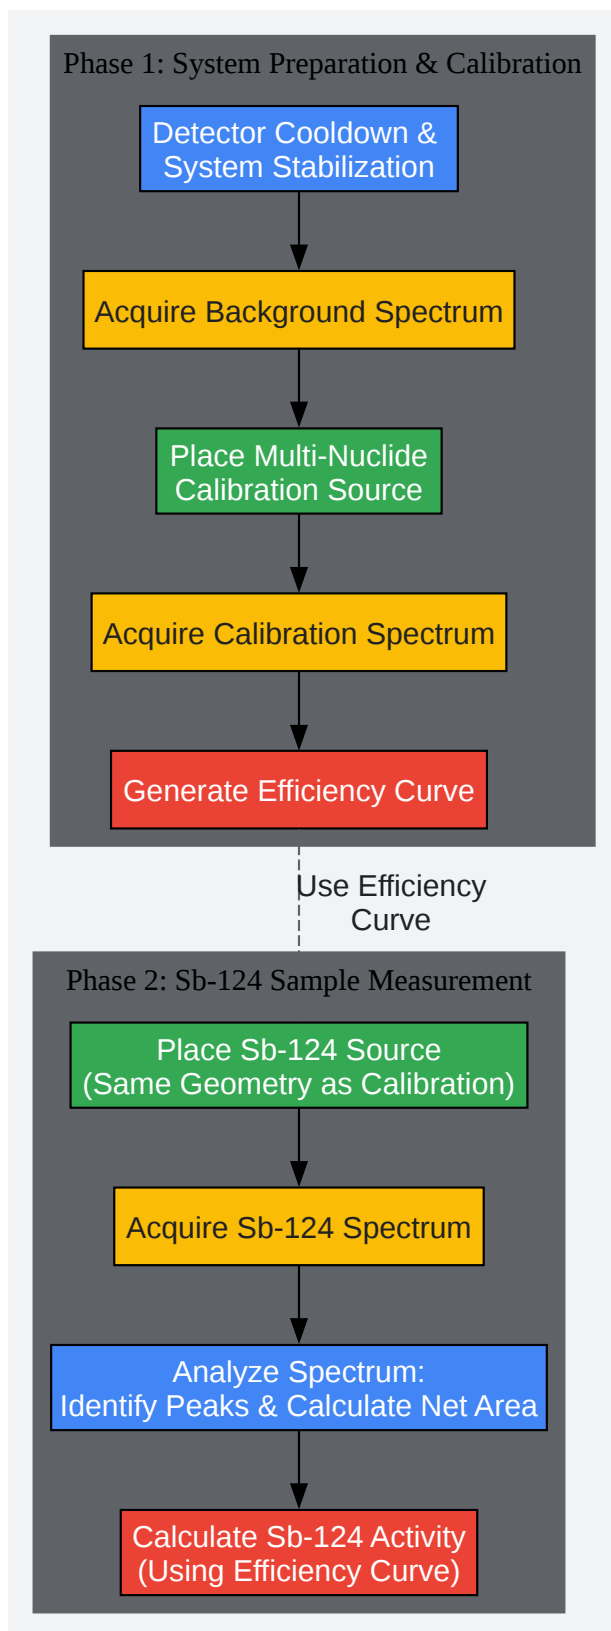 Phase 1: System Preparation & Calibration
Detector Cooldown &
System Stabilization
Acquire Background Spectrum
Place Multi-Nuclide
Calibration Source
Acquire Calibration Spectrum
Generate Efficiency Curve
Use Efficiency
Curve
Phase 2: Sb-124 Sample Measurement
Place Sb-124 Source
(Same Geometry as Calibration)
Acquire Sb-124 Spectrum
Analyze Spectrum:
Identify Peaks & Calculate Net Area
Calculate Sb-124 Activity
(Using Efficiency Curve)